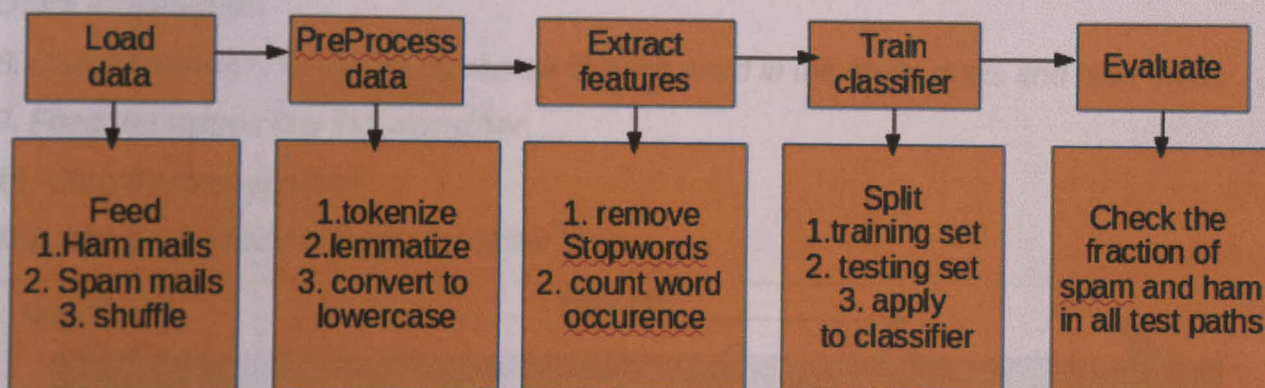 Load
data
PreProcess
data
Extract
features
Train
classifier
Evaluate
Feed
1.Ham mails
2. Spam mails
3. shuffle
1.tokenize
2.lemmatize
3. convert to
lowercase
1. remove
Stopwords
2. count word
occurence
Split
1.training set
2. testing set
3. apply
to classifier
Check the
fraction of
spam and ham
in all test paths